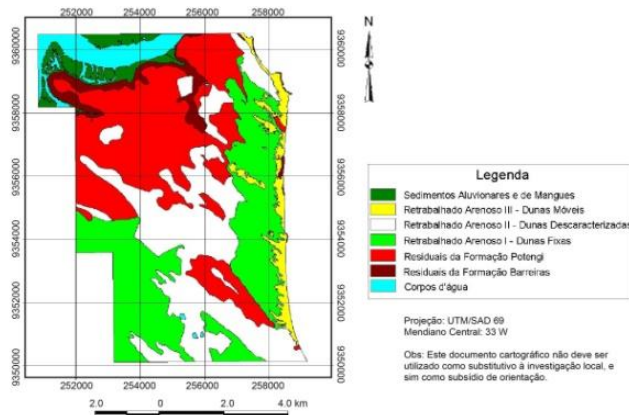 252000 254000 256000 258000
N
9360000
9358000
9356000
9354000
9352000
9350000
9360000
9358000
9356000
9354000
9352000
9350000
252000 254000 256000 258000
2.0 0 2.0 4.0 km
Legenda
Sedimentos Aluvionares e de Mangues
Retrabalhado Arenoso III - Dunas Móveis
Retrabalhado Arenoso II - Dunas Descaracterizadas
Retrabalhado Arenoso I - Dunas Fixas
Residuais da Formação Potengi
Residuais da Formação Barreiras
Corpos d'água
Projeção: UTM/SAD 69
Meridiano Central: 33 W
Obs: Este documento cartográfico não deve ser
utilizado como substitutivo à investigação local, e
sim como subsídio de orientação.